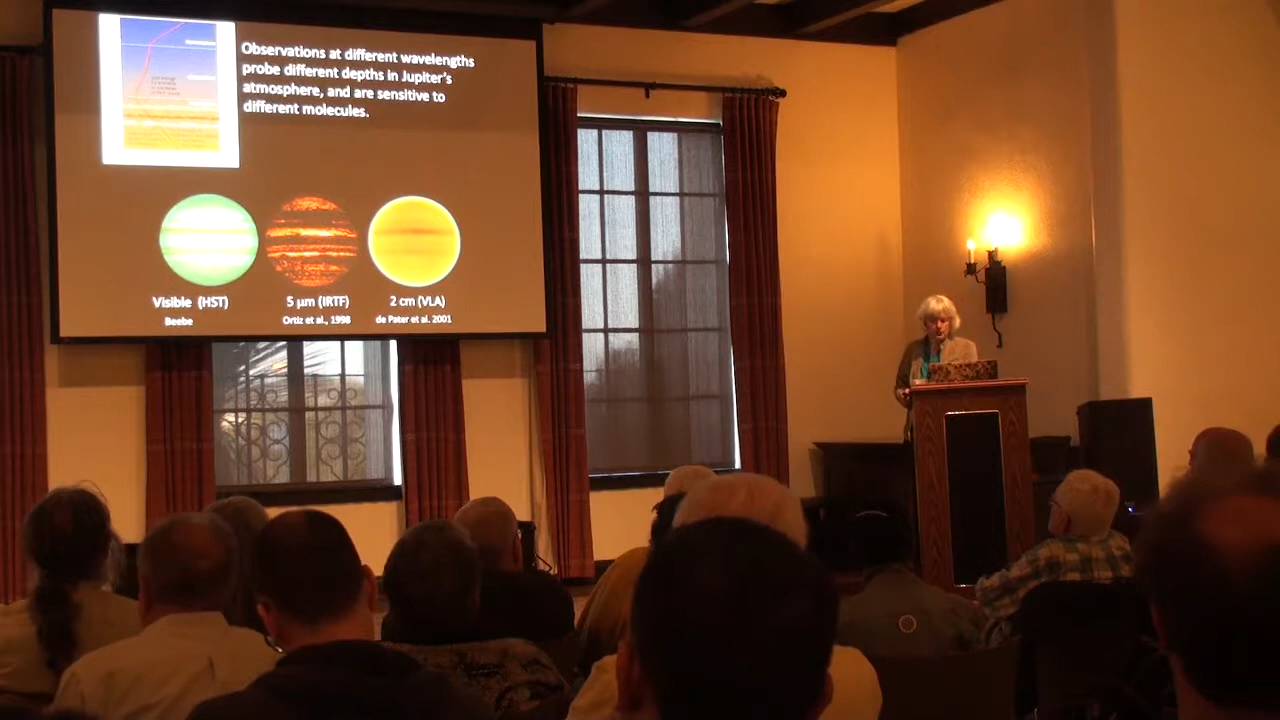 Observations at different wavelengths
probe different depths in Jupiter's
atmosphere, and are sensitive to
different molecules.
Visible (HST)
Beebe
5 µm (IRTF)
Ortiz et al., 1998
2 cm (VLA)
de Pater et al. 2001